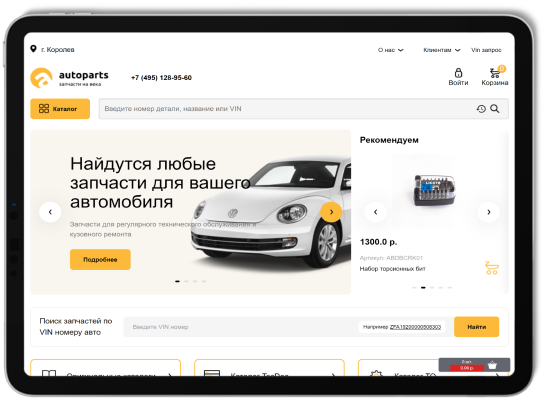 г. Королев
О нас
Клиентам
Vin запрос
autoparts
запчасти на века
+7 (495) 128-95-60
Войти
0
Корзина
Каталог
Введите номер детали, название или VIN
Найдутся любые
запчасти для вашего
автомобиля
Запчасти для регулярного технического обслуживания и
кузовного ремонта
Подробнее
Рекомендуем
1300.0 р.
Артикул: ABDBCRK01
Набор торсионных бит
Поиск запчастей по
VIN номеру авто
Введите VIN номер
Например ZFA19200000508303
Найти
0 шт.
0,00 р.
Оригинальные каталоги
Каталог ТО